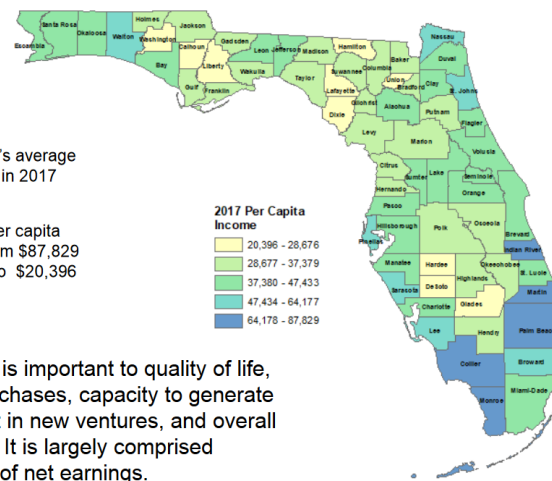 Holmes
Jackson
Santa Rosa
Okaloosa
Walton
Washington
Escambia
Bay
Calhoun
Gadsden
Liberty
Gulf
Franklin
Leon
Jefferson
Madison
Wakulla
Taylor
Hamilton
Suwannee
Columbia
Lafayette
Dixie
Gilchrist
Baker
Union
Bradford
Nassau
Duval
Clay
St. Johns
Alachua
Putnam
Flagler
Levy
Marion
Volusia
Citrus
Sumter
Lake
Seminole
Hernando
Orange
Pasco
Hillsborough
Pinellas
Polk
Osceola
Brevard
Indian River
Manatee
Hardee
Okeechobee
St. Lucie
Highlands
Sarasota
DeSoto
Martin
Charlotte
Glades
Lee
Hendry
Palm Beac
Collier
Broward
Monroe
Miami-Dade
's average
in 2017
er capita
m $87,829
o $20,396
2017 Per Capita
Income
20,396 - 28,676
28,677 - 37,379
37,380 - 47,433
47,434 - 64,177
64,178 - 87,829
is important to quality of life,
chases, capacity to generate
t in new ventures, and overall
It is largely comprised
of net earnings.